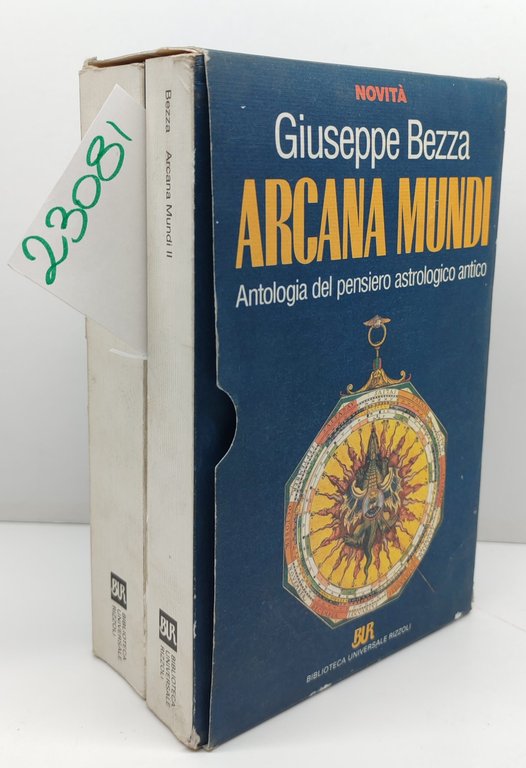 NOVITÀ
Giuseppe Bezza
ARCANA MUNDI
Antologia del pensiero astrologico antico
BUR
BIBLIOTECA UNIVERSALE RIZZOLI
23081
Bezza Arcana Mundi II
BUR
BIBLIOTECA
UNIVERSALE
RIZZOLI
BUR
BIBLIOTECA
UNIVERSALE
RIZZOLI